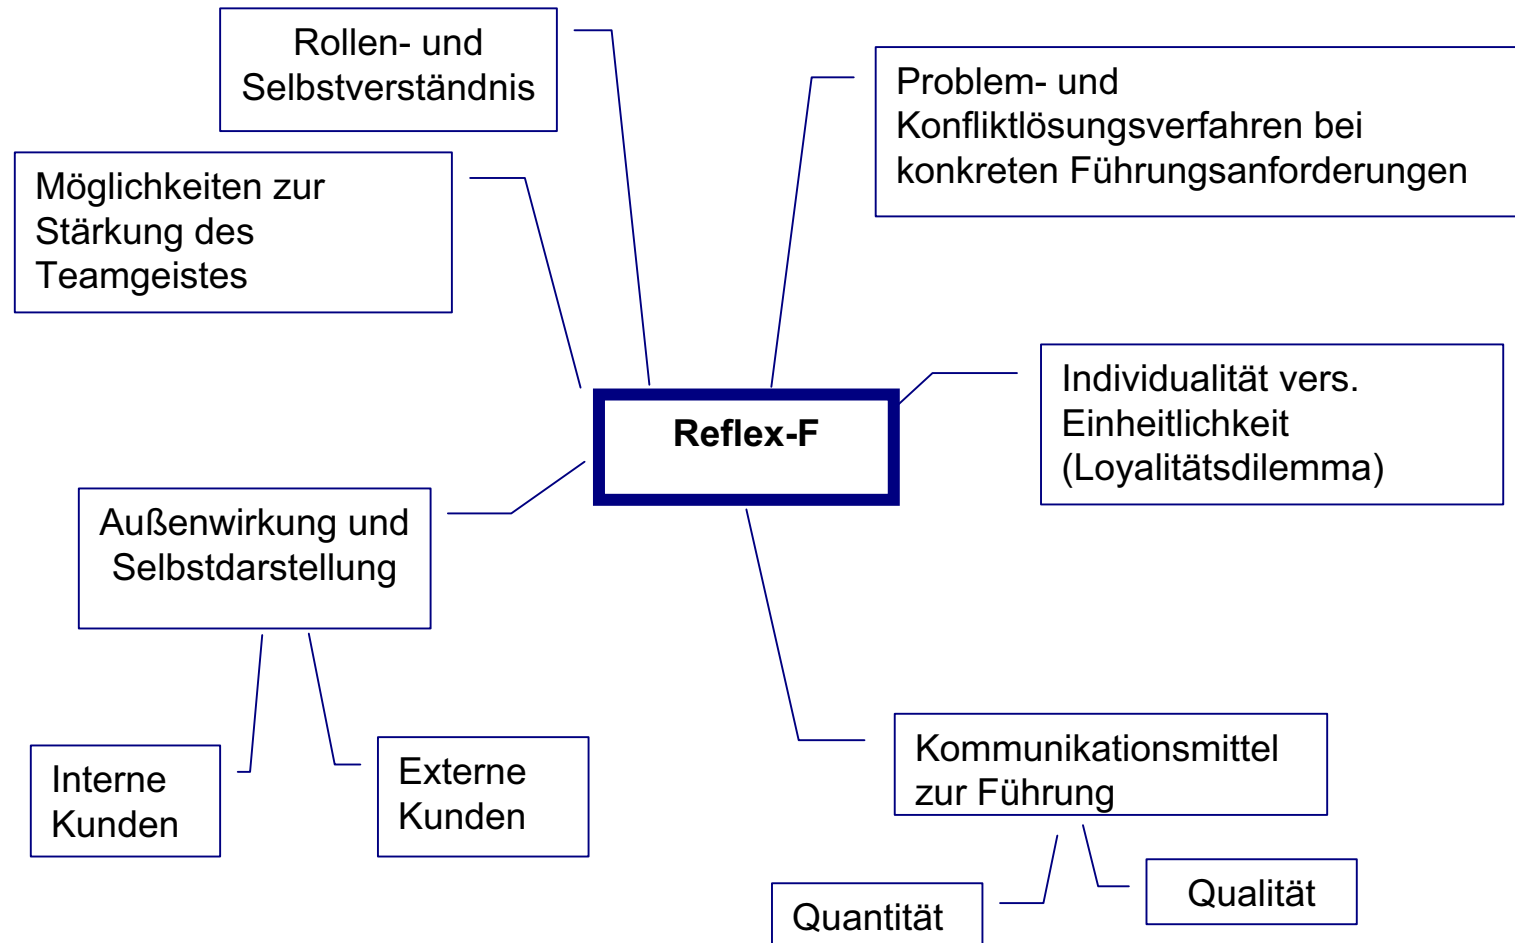 Rollen- und
Selbstverständnis
Problem- und
Konfliktlösungsverfahren bei
konkreten Führungsanforderungen
Möglichkeiten zur
Stärkung des
Teamgeistes
Individualität vers.
Einheitlichkeit
(Loyalitätsdilemma)
Reflex-F
Außenwirkung und
Selbstdarstellung
Interne
Kunden
Externe
Kunden
Kommunikationsmittel
zur Führung
Quantität
Qualität